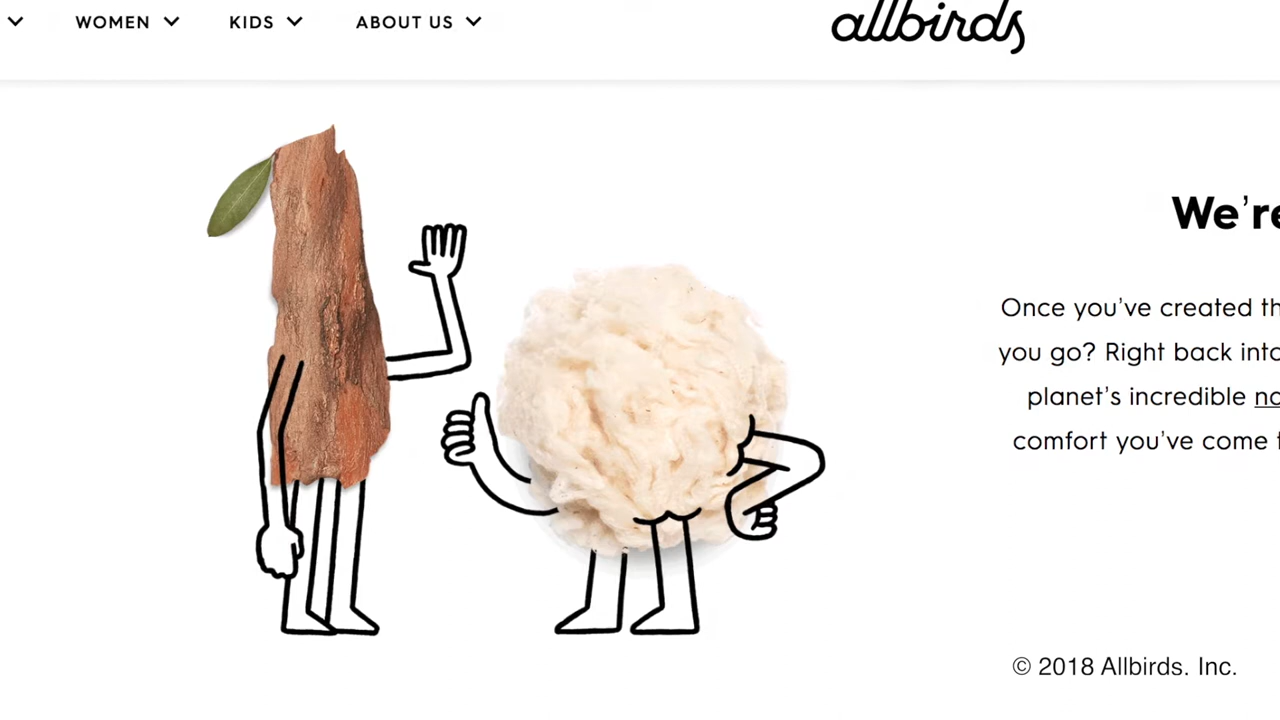 WOMEN KIDS ABOUT US allbirds
We're
Once you've created th
you go? Right back into
planet's incredible
comfort you've come
© 2018 Allbirds. Inc.